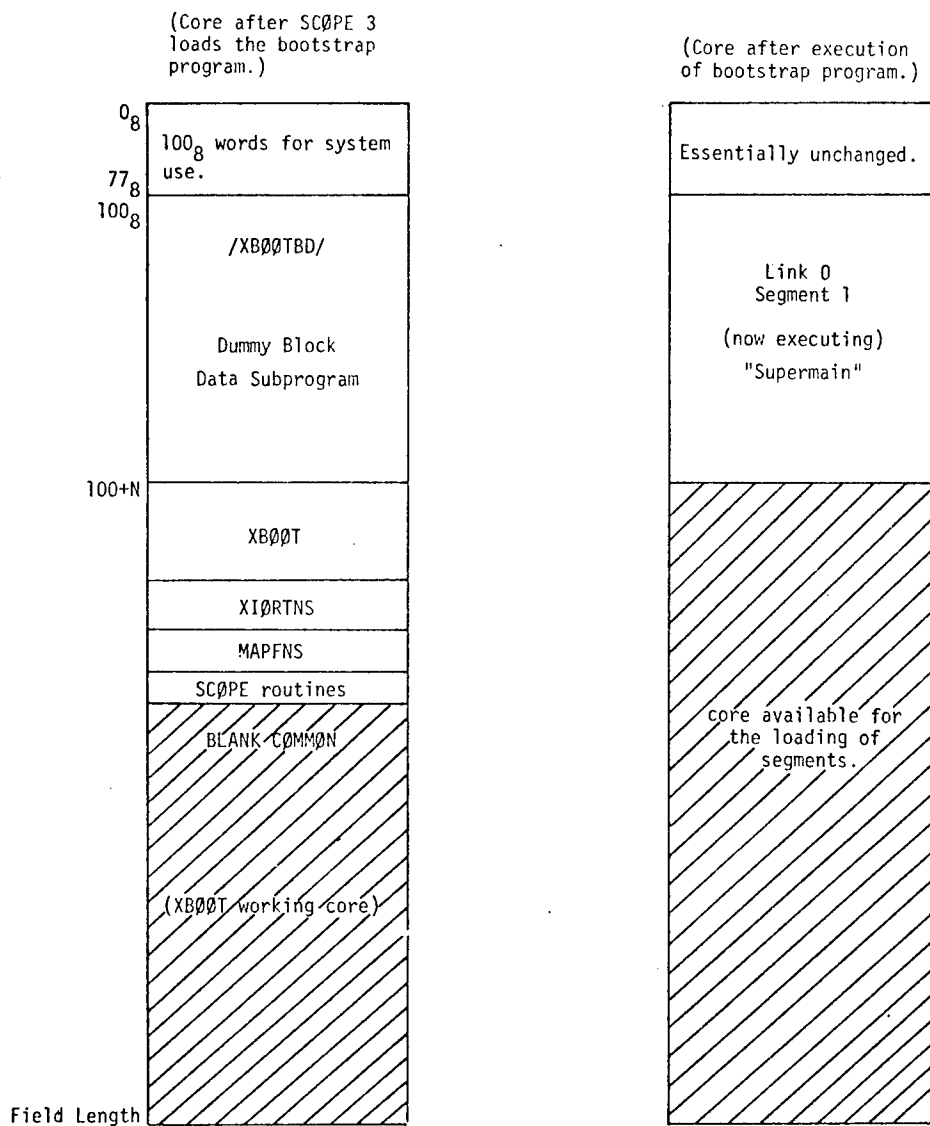 (Core after SCØPE 3
loads the bootstrap
program.)
(Core after execution
of bootstrap program.)
0₈
100₈ words for system
use.
77₈
100₈
/XBØØTBD/
Dummy Block
Data Subprogram
100+N
XBØØT
XIØRTNS
MAPFNS
SCØPE routines
BLANK CØMMØN
(XBØØT working core)
Field Length
Essentially unchanged.
Link 0
Segment 1
(now executing)
"Supermain"
core available for
the loading of
segments.